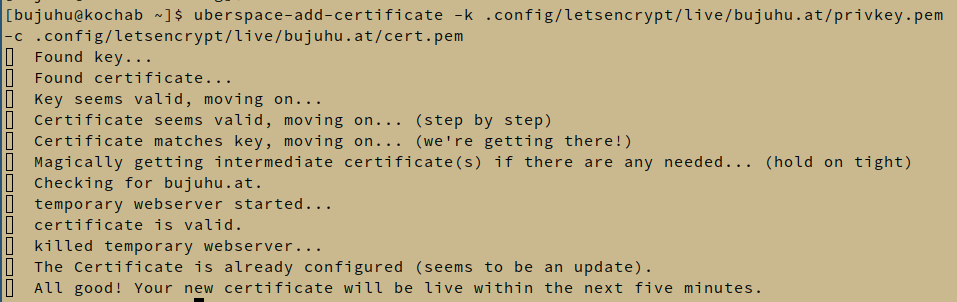 [bujuhu@kochab ~]$ uberspace-add-certificate -k .config/letsencrypt/live/bujuhu.at/privkey.pem
-c .config/letsencrypt/live/bujuhu.at/cert.pem
Found key...
Found certificate...
Key seems valid, moving on...
Certificate seems valid, moving on... (step by step)
Certificate matches key, moving on... (we're getting there!)
Magically getting intermediate certificate(s) if there are any needed... (hold on tight)
Checking for bujuhu.at.
temporary webserver started...
certificate is valid.
killed temporary webserver...
The Certificate is already configured (seems to be an update).
All good! Your new certificate will be live within the next five minutes.